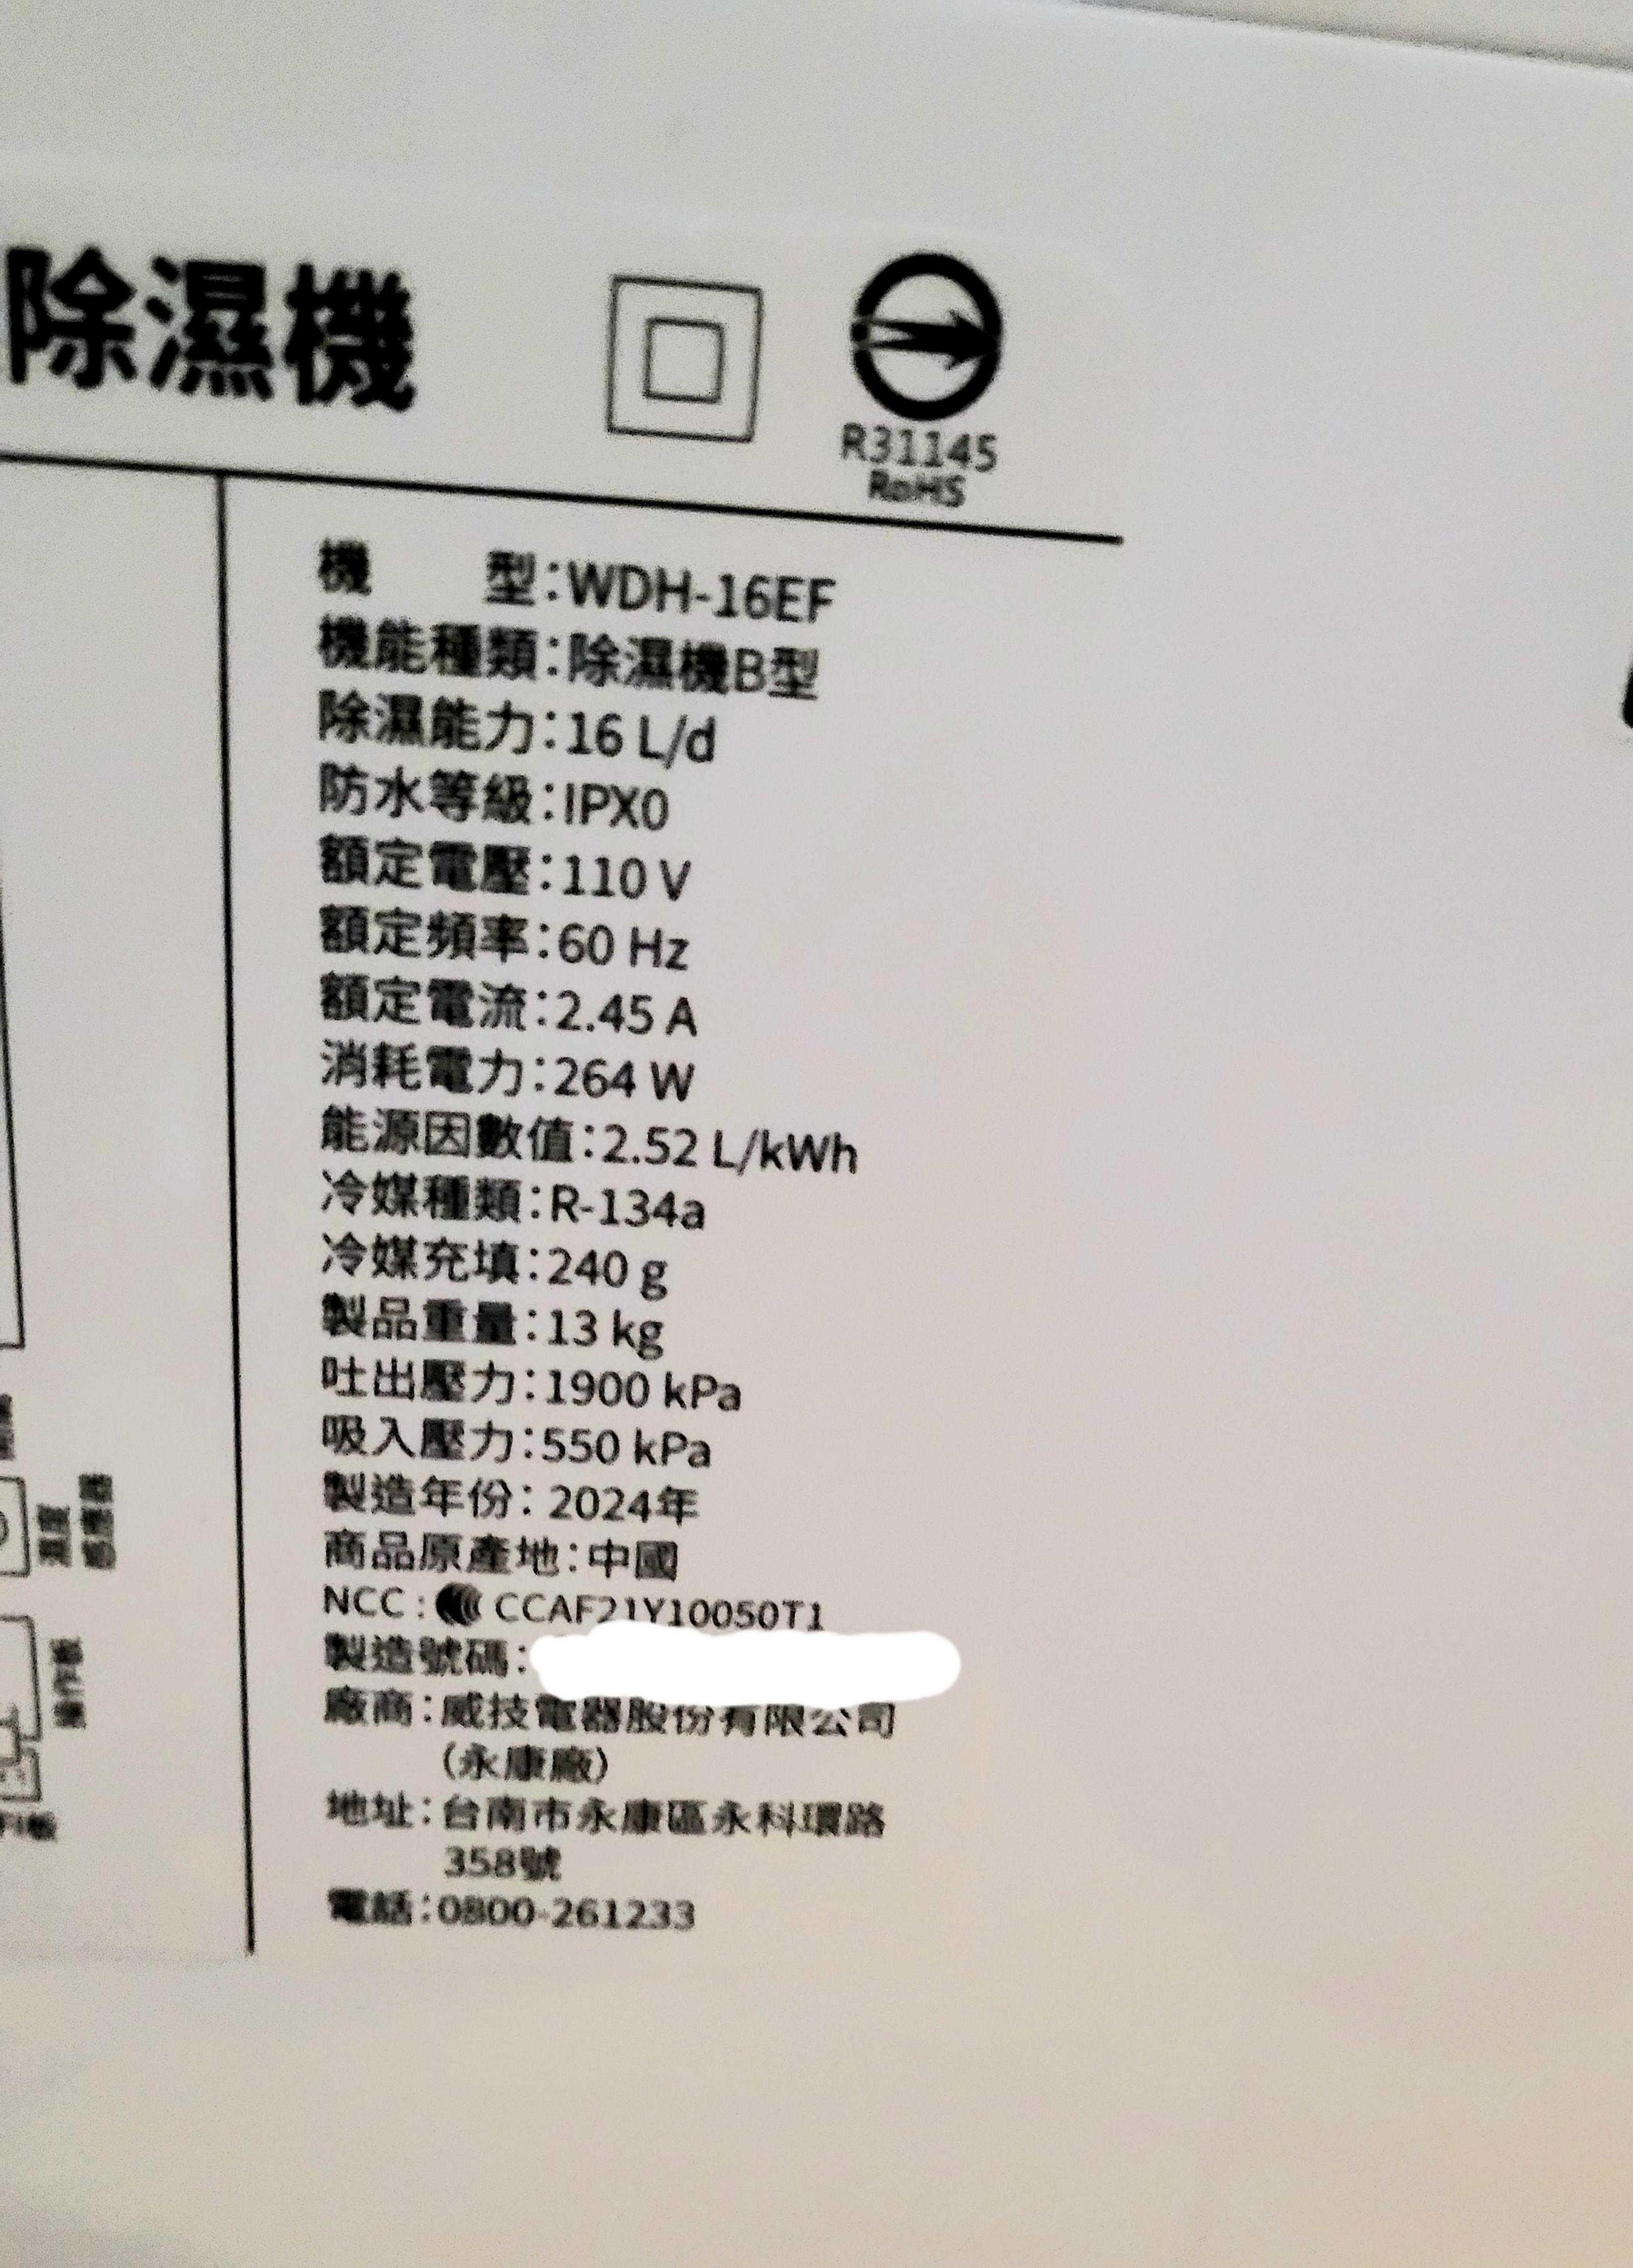 除濕機
R31145
RoHS
機 型:WDH-16EF
機能種類:除濕機B型
除濕能力:16 L/d
防水等級:IPX0
額定電壓:110 V
額定頻率:60 Hz
額定電流:2.45 A
消耗電力:264 W
能源因數值:2.52 L/kWh
冷媒種類:R-134a
冷媒充填:240 g
製品重量:13 kg
吐出壓力:1900 kPa
吸入壓力:550 kPa
製造年份: 2024年
商品原產地:中國
NCC: CCAF21Y10050T1
製造號碼:
廠商:威技電器股份有限公司
(永康廠)
地址:台南市永康區永科環路
358號
電話:0800-261233
操作板